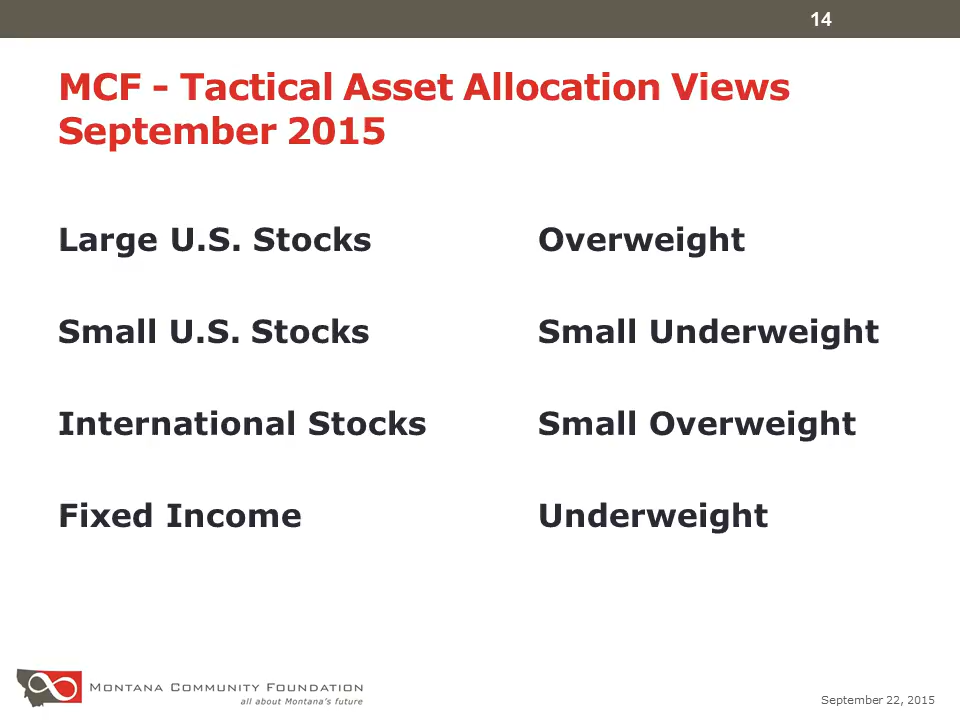 14
MCF - Tactical Asset Allocation Views
September 2015
Large U.S. Stocks Overweight
Small U.S. Stocks Small Underweight
International Stocks Small Overweight
Fixed Income Underweight
Montana Community Foundation
all about Montana's future
September 22, 2015